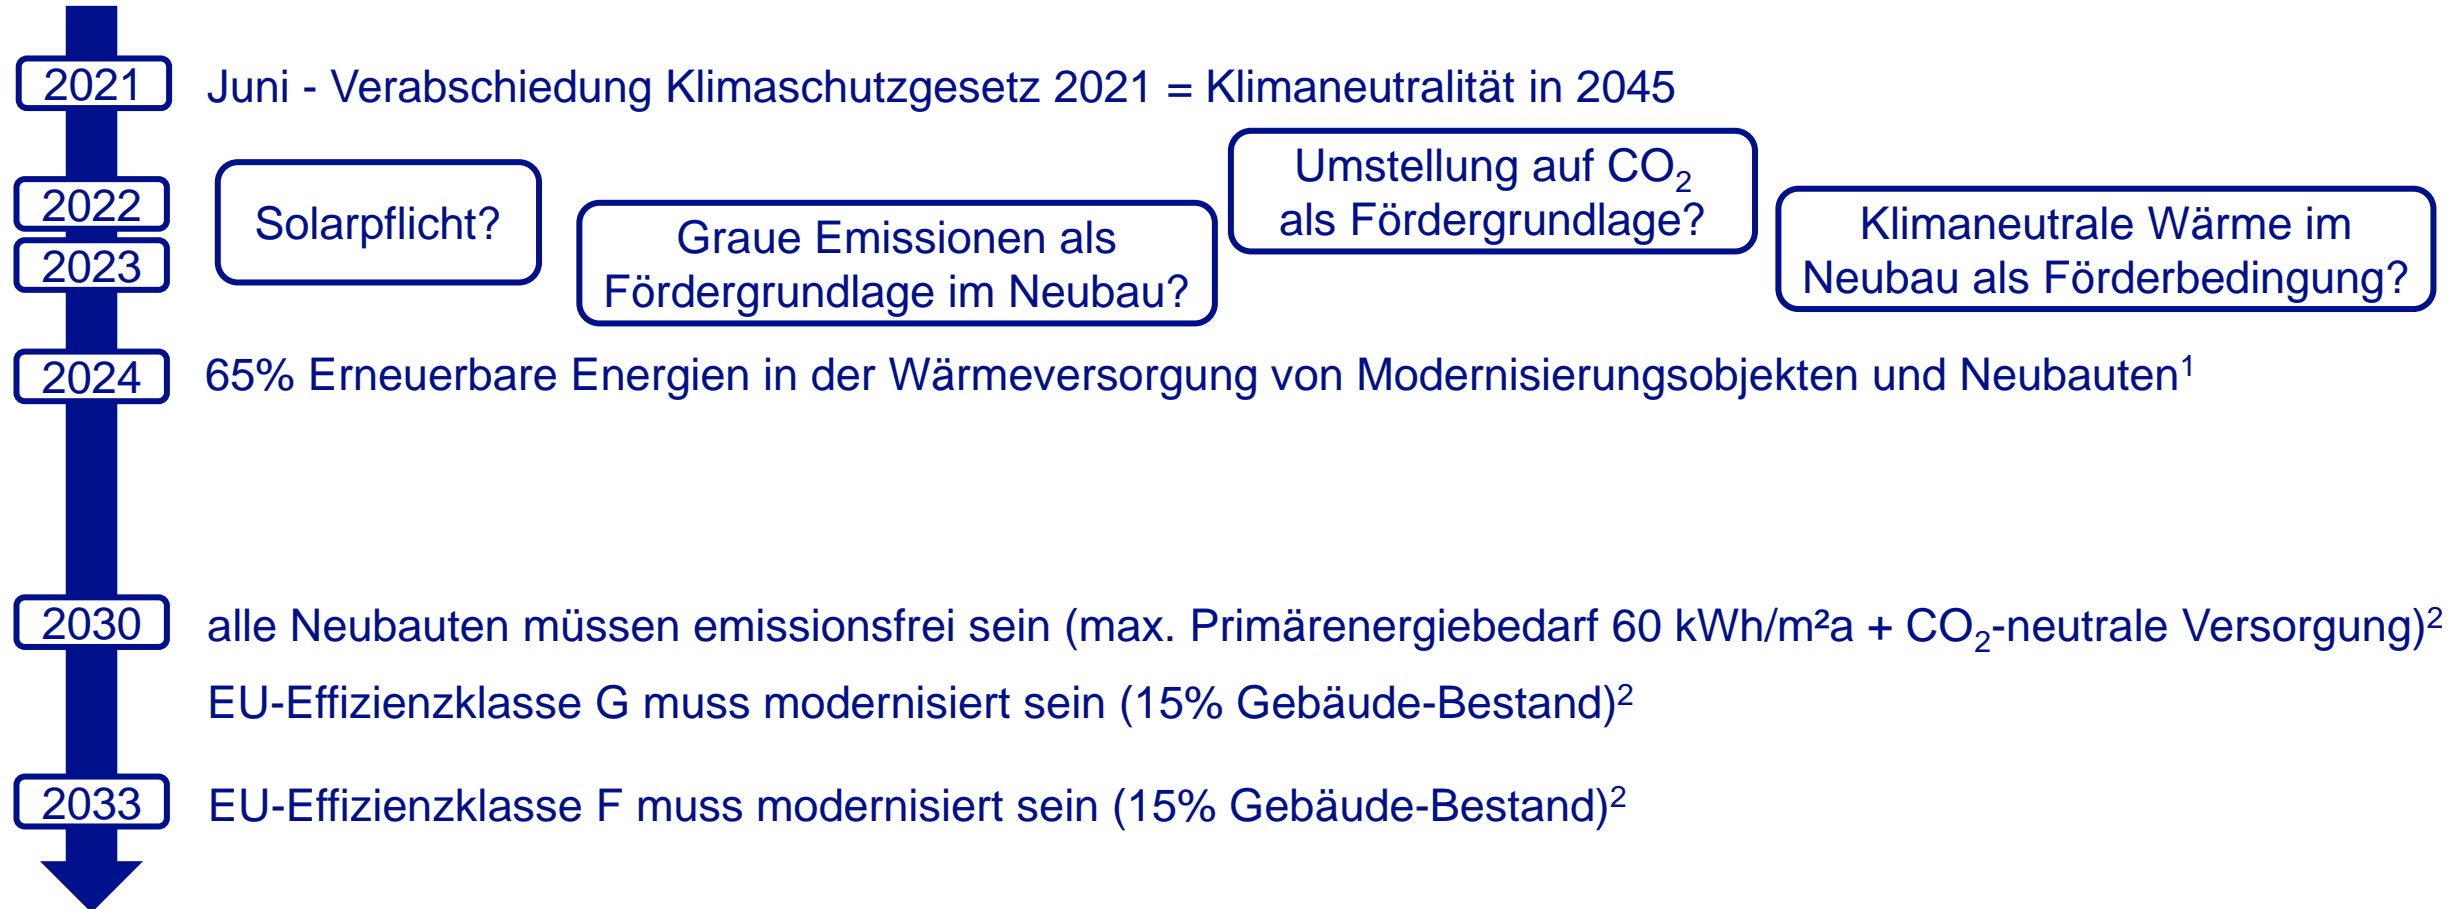 2021
Juni - Verabschiedung Klimaschutzgesetz 2021 = Klimaneutralität in 2045
2022
2023
Solarpflicht?
Graue Emissionen als
Fördergrundlage im Neubau?
Umstellung auf CO₂
als Fördergrundlage?
Klimaneutrale Wärme im
Neubau als Förderbedingung?
2024
65% Erneuerbare Energien in der Wärmeversorgung von Modernisierungsobjekten und Neubauten¹
2030
alle Neubauten müssen emissionsfrei sein (max. Primärenergiebedarf 60 kWh/m²a + CO₂-neutrale Versorgung)²
EU-Effizienzklasse G muss modernisiert sein (15% Gebäude-Bestand)²
2033
EU-Effizienzklasse F muss modernisiert sein (15% Gebäude-Bestand)²